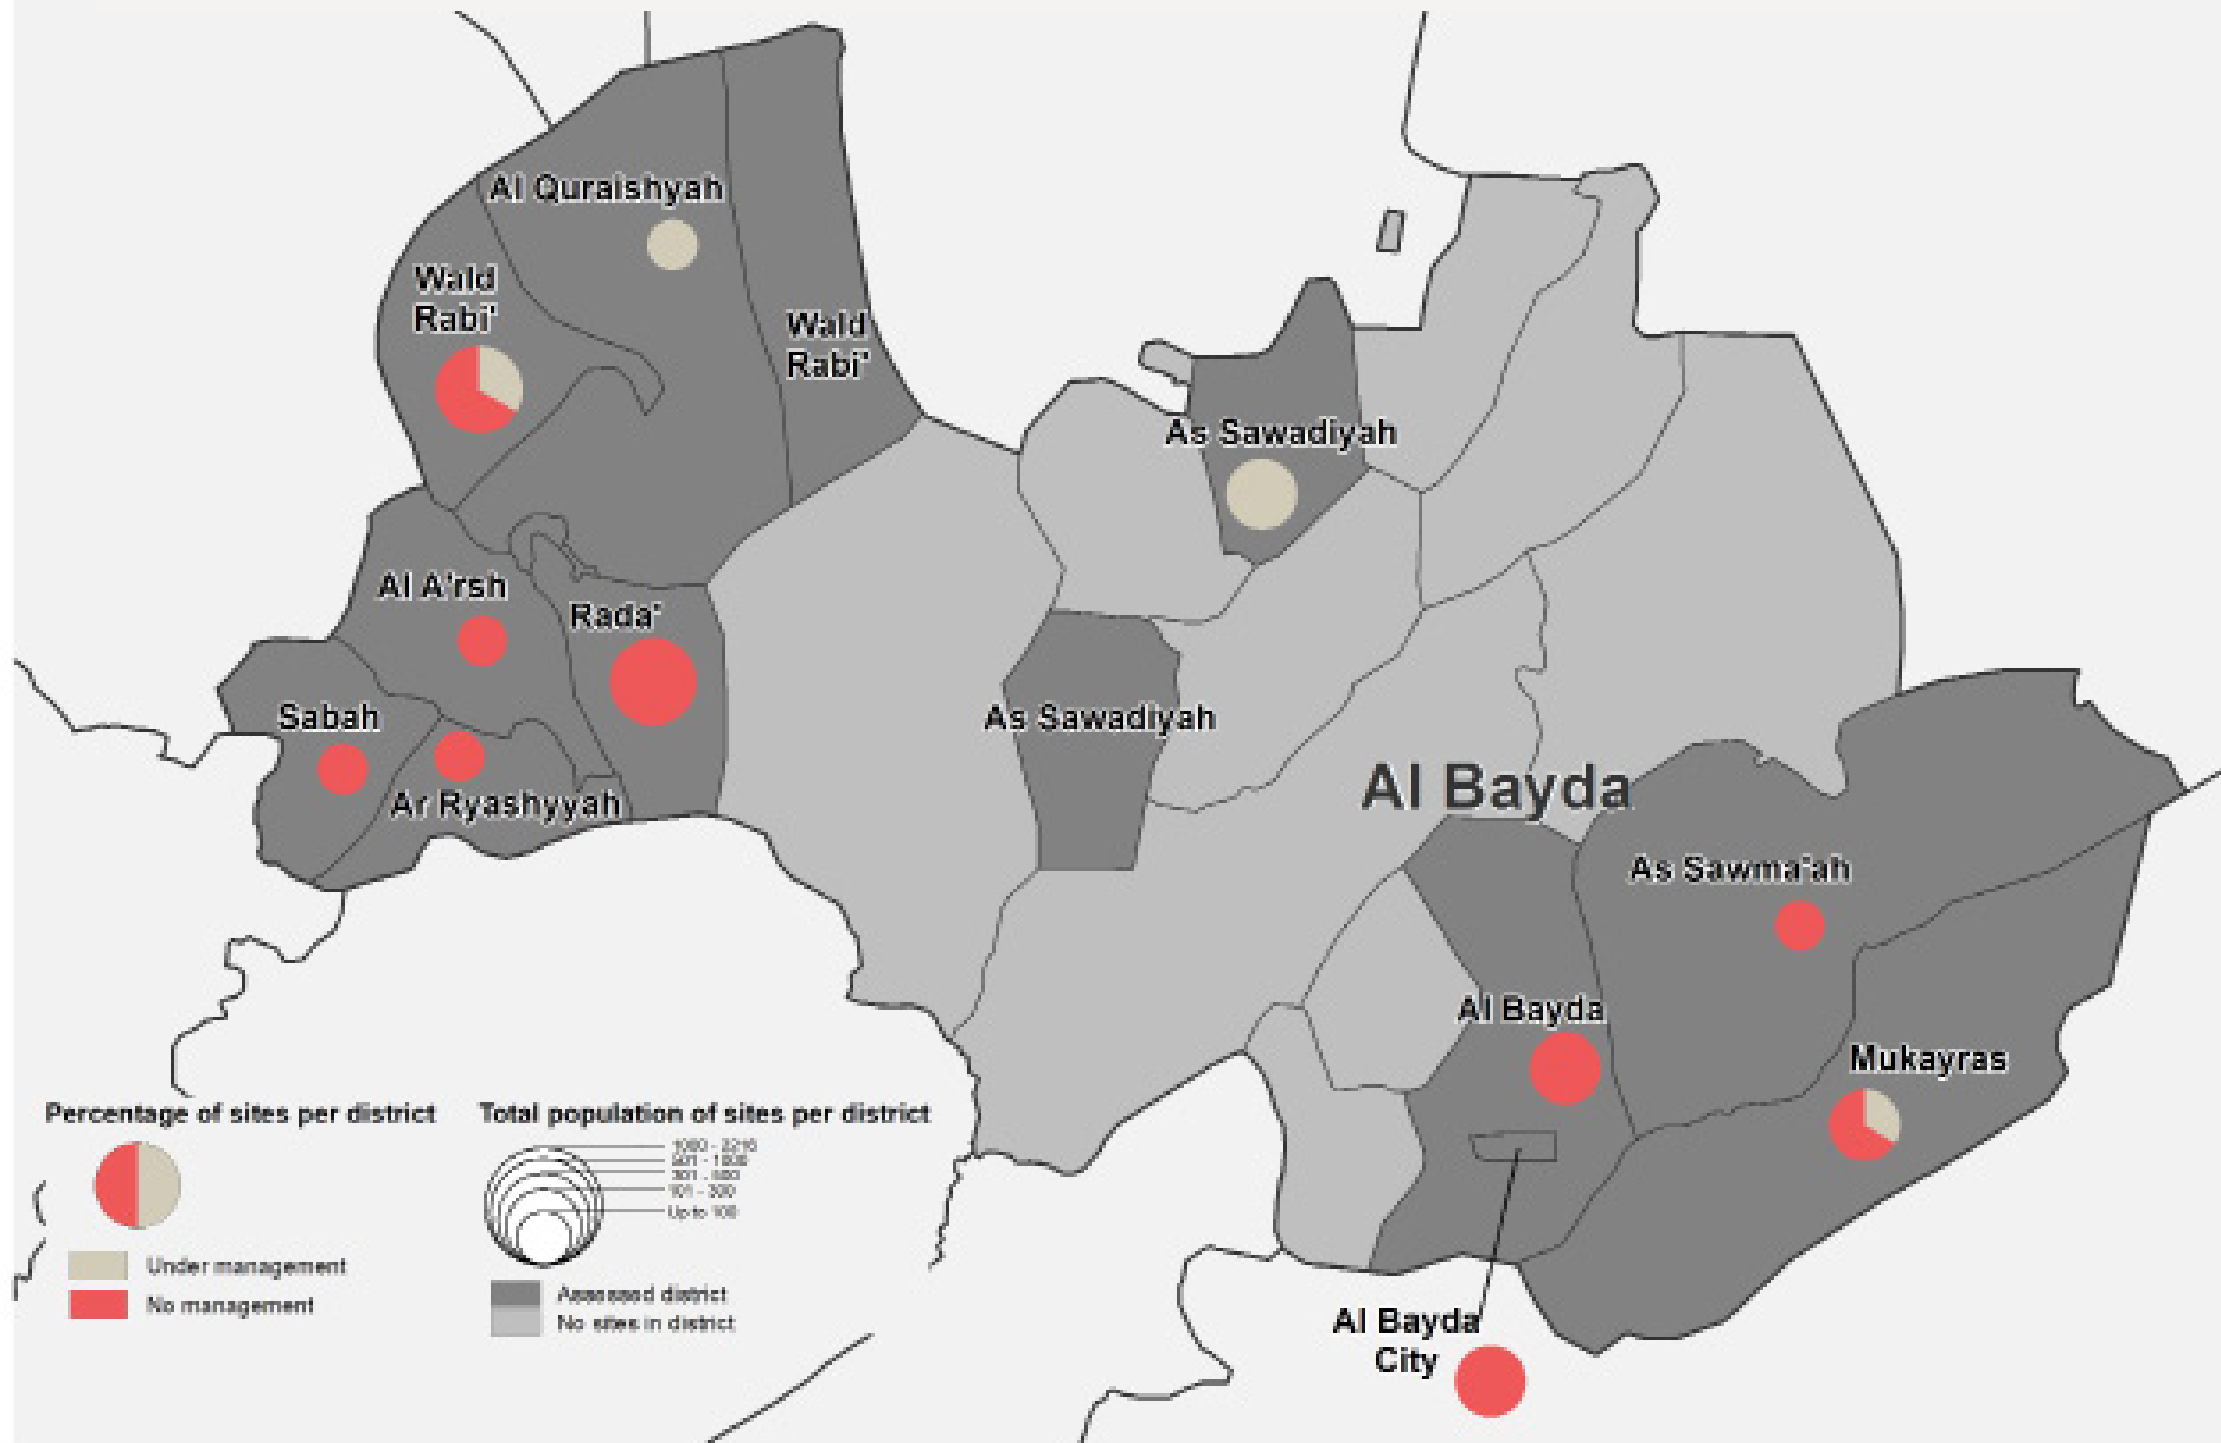 Al Quraishyah
Wald
Rabi'
Wald
Rabi'
As Sawadiyah
Al A'rsh
Rada'
Sabah
As Sawadiyah
Ar Ryashyyah
Al Bayda
As Sawma'ah
Al Bayda
Mukayras
Al Bayda
City
Percentage of sites per district
Under management
No management
Total population of sites per district
Up to 100
Assessed district
No sites in district